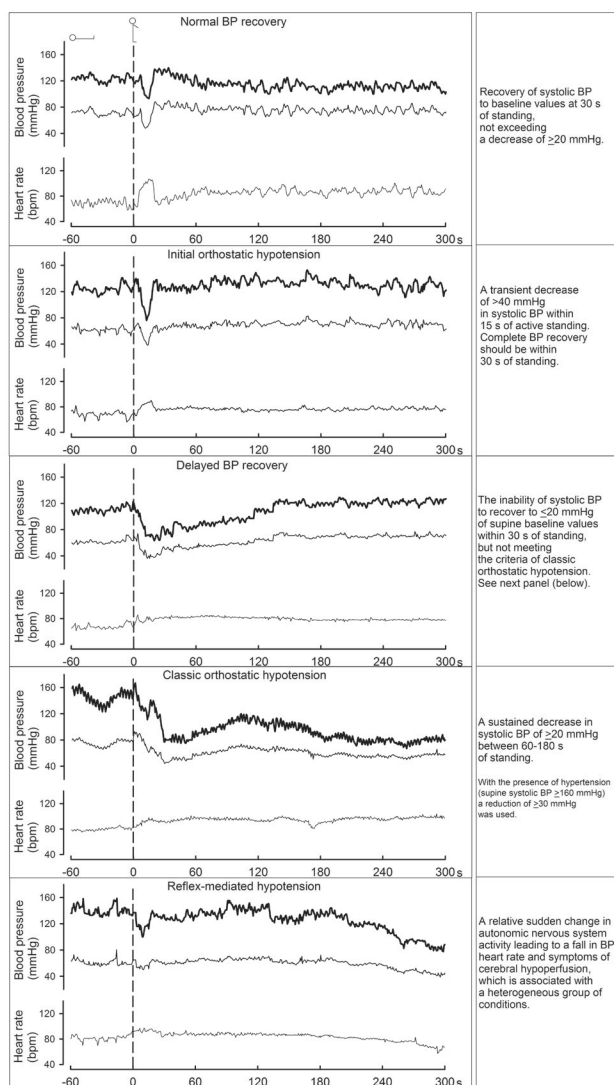 Normal BP recovery
Blood pressure
(mmHg)
160
120
80
40
Heart rate
(bpm)
120
80
40
-60 0 60 120 180 240 300 s
Recovery of systolic BP
to baseline values at 30 s
of standing,
not exceeding
a decrease of ≥20 mmHg.
Initial orthostatic hypotension
Blood pressure
(mmHg)
160
120
80
40
Heart rate
(bpm)
120
80
40
-60 0 60 120 180 240 300 s
A transient decrease
of >40 mmHg
in systolic BP within
15 s of active standing.
Complete BP recovery
should be within
30 s of standing.
Delayed BP recovery
Blood pressure
(mmHg)
160
120
80
40
Heart rate
(bpm)
120
80
40
-60 0 60 120 180 240 300 s
The inability of systolic BP
to recover to ≤20 mmHg
of supine baseline values
within 30 s of standing,
but not meeting
the criteria of classic
orthostatic hypotension.
See next panel (below).
Classic orthostatic hypotension
Blood pressure
(mmHg)
160
120
80
40
Heart rate
(bpm)
120
80
40
-60 0 60 120 180 240 300 s
A sustained decrease in
systolic BP of ≥20 mmHg
between 60-180 s
of standing.
With the presence of hypertension
(supine systolic BP ≥160 mmHg)
a reduction of ≥30 mmHg
was used.
Reflex-mediated hypotension
Blood pressure
(mmHg)
160
120
80
40
Heart rate
(bpm)
120
80
40
-60 0 60 120 180 240 300 s
A relative sudden change in
autonomic nervous system
activity leading to a fall in BP
heart rate and symptoms of
cerebral hypoperfusion,
which is associated with
a heterogeneous group of
conditions.